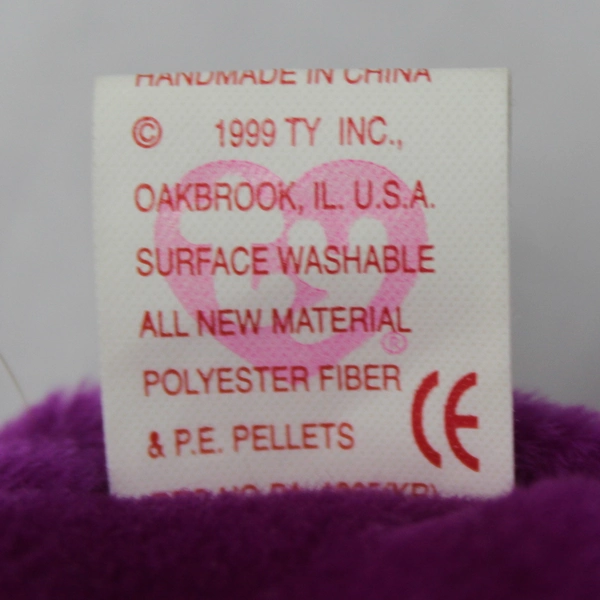 HANDMADE IN CHINA
© 1999 TY INC.,
OAKBROOK, IL. U.S.A.
SURFACE WASHABLE
ALL NEW MATERIAL
POLYESTER FIBER
& P.E. PELLETS
®
CE